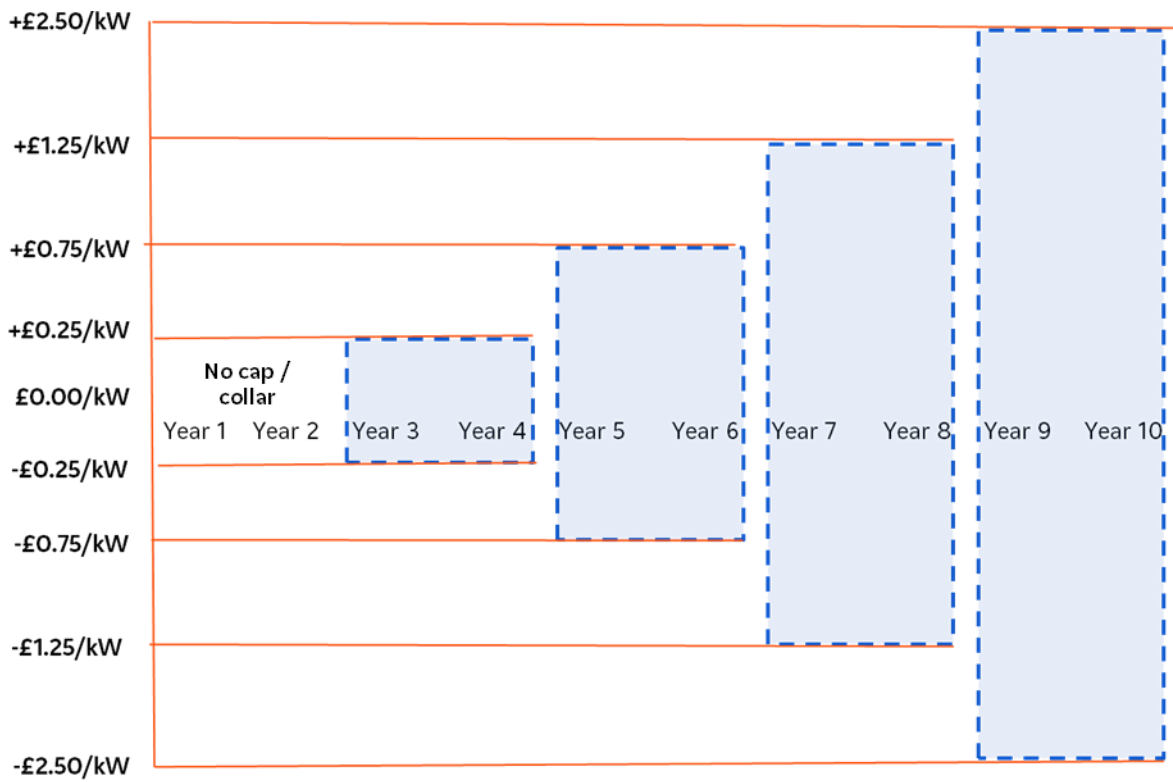 +£2.50/kW
+£1.25/kW
+£0.75/kW
+£0.25/kW
No cap /
collar
£0.00/kW
Year 1 Year 2 Year 3 Year 4 Year 5 Year 6 Year 7 Year 8 Year 9 Year 10
-£0.25/kW
-£0.75/kW
-£1.25/kW
-£2.50/kW